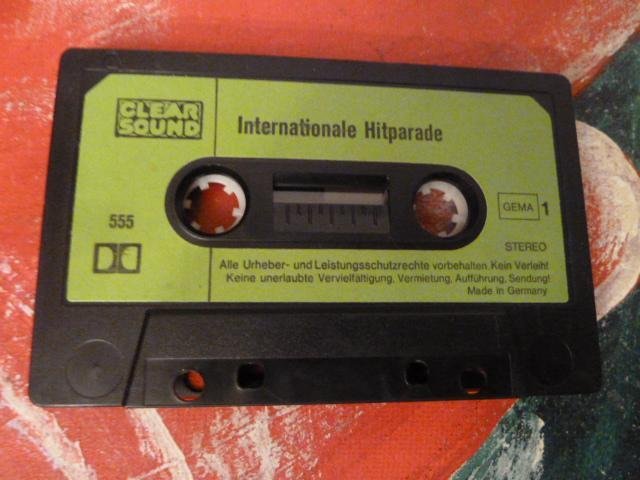 CLEAR
SOUND
Internationale Hitparade
555
GEMA 1
STEREO
Alle Urheber- und Leistungsschutzrechte vorbehalten. Kein Verleih!
Keine unerlaubte Vervielfältigung, Vermietung, Aufführung, Sendung!
Made in Germany